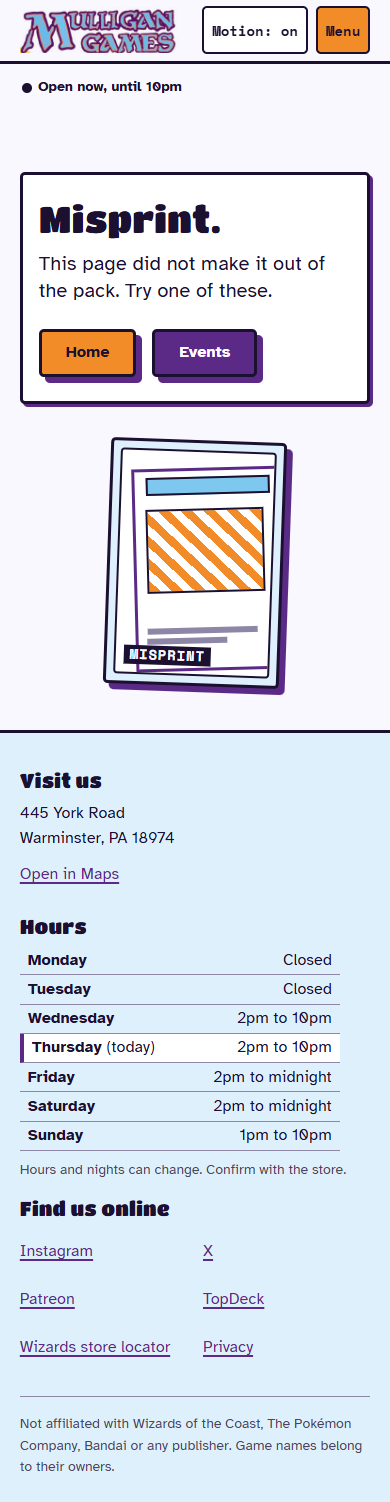 MULLIGAN
GAMES
Motion: on
Menu
Open now, until 10pm
Misprint.
This page did not make it out of
the pack. Try one of these.
Home
Events
MISPRINT
Visit us
445 York Road
Warminster, PA 18974
Open in Maps
Hours
Monday Closed
Tuesday Closed
Wednesday 2pm to 10pm
Thursday (today) 2pm to 10pm
Friday 2pm to midnight
Saturday 2pm to midnight
Sunday 1pm to 10pm
Hours and nights can change. Confirm with the store.
Find us online
Instagram X
Patreon TopDeck
Wizards store locator Privacy
Not affiliated with Wizards of the Coast, The Pokémon
Company, Bandai or any publisher. Game names belong
to their owners.